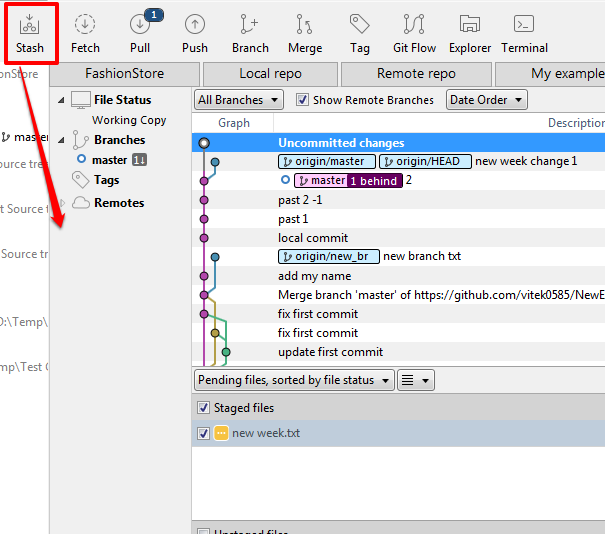 1
Stash Fetch Pull Push Branch Merge Tag Git Flow Explorer Terminal
FashionStore Local repo Remote repo My example
onStore
File Status
Working Copy
Branches
master 1↓
Tags
Remotes
master
ource tre
t Source t
Source tr
D:\Temp\
mp\Test C
All Branches Show Remote Branches Date Order
Graph Description
Uncommitted changes
origin/master origin/HEAD new week change 1
master 1 behind 2
past 2 -1
past 1
local commit
origin/new_br new branch txt
add my name
Merge branch 'master' of https://github.com/vitek0585/NewE
fix first commit
fix first commit
update first commit
Pending files, sorted by file status
Staged files
new week.txt
Unstaged files